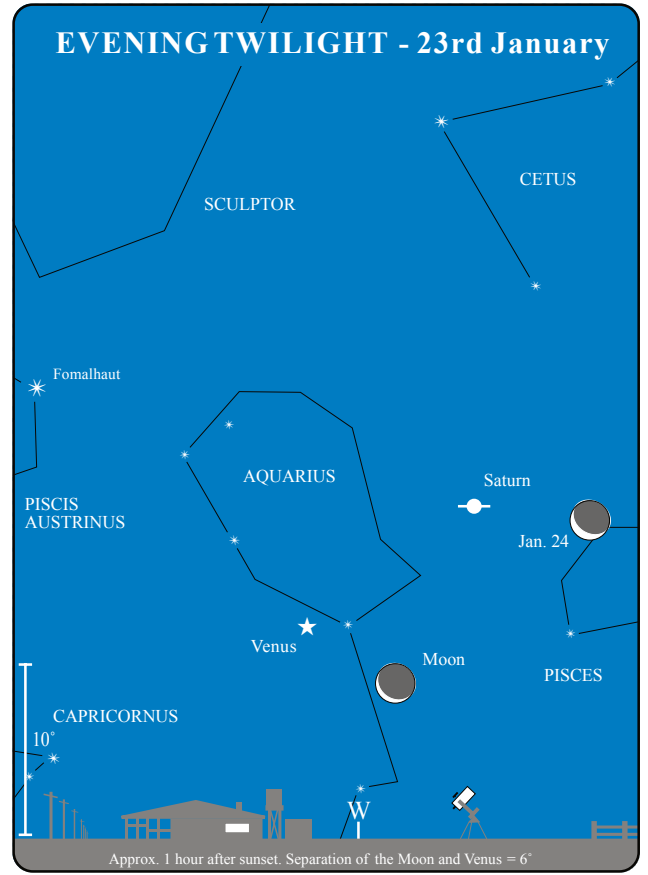 EVENING TWILIGHT - 23rd January
CETUS
SCULPTOR
Fomalhaut
AQUARIUS
Saturn
PISCIS
AUSTRINUS
Jan. 24
Venus
Moon
PISCES
CAPRICORNUS
10°
W
Approx. 1 hour after sunset. Separation of the Moon and Venus = 6°